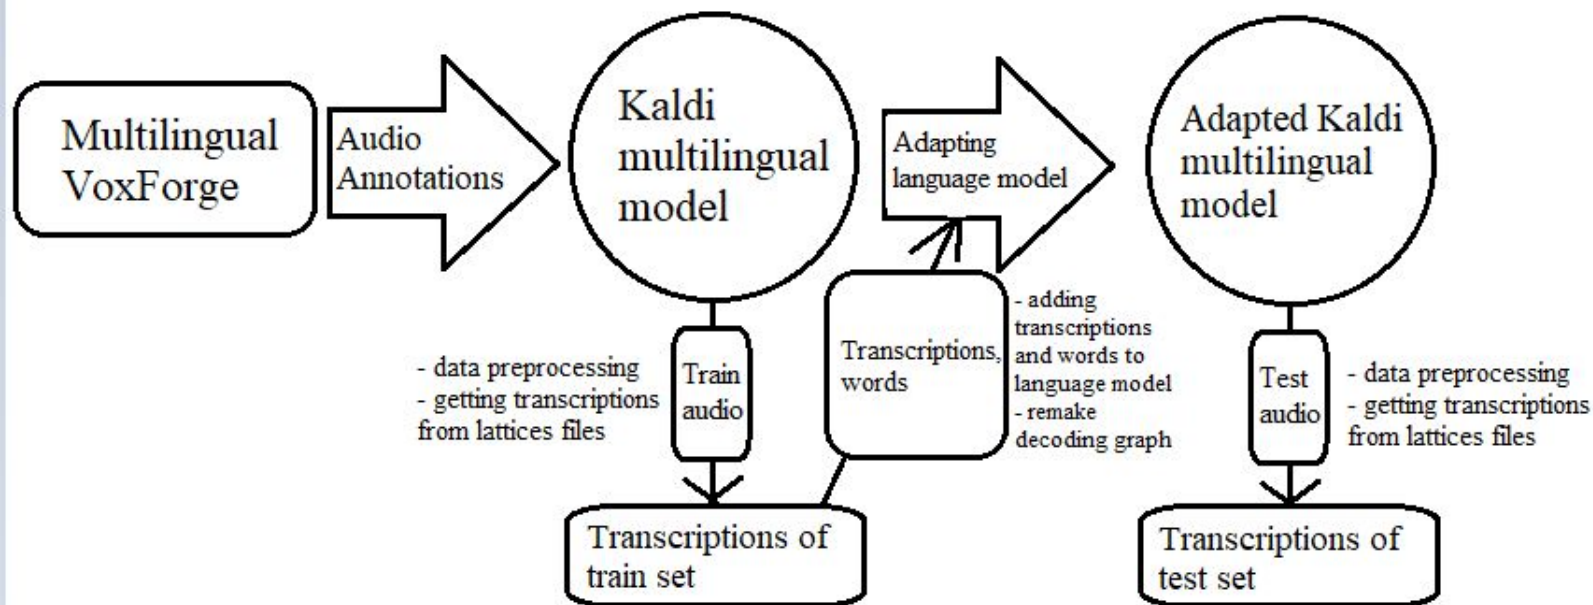 Multilingual
VoxForge
Audio
Annotations
Kaldi
multilingual
model
Adapting
language model
Adapted Kaldi
multilingual
model
- data preprocessing
- getting transcriptions
from lattices files
Train
audio
Transcriptions,
words
- adding
transcriptions
and words to
language model
- remake
decoding graph
Test
audio
- data preprocessing
- getting transcriptions
from lattices files
Transcriptions of
train set
Transcriptions of
test set